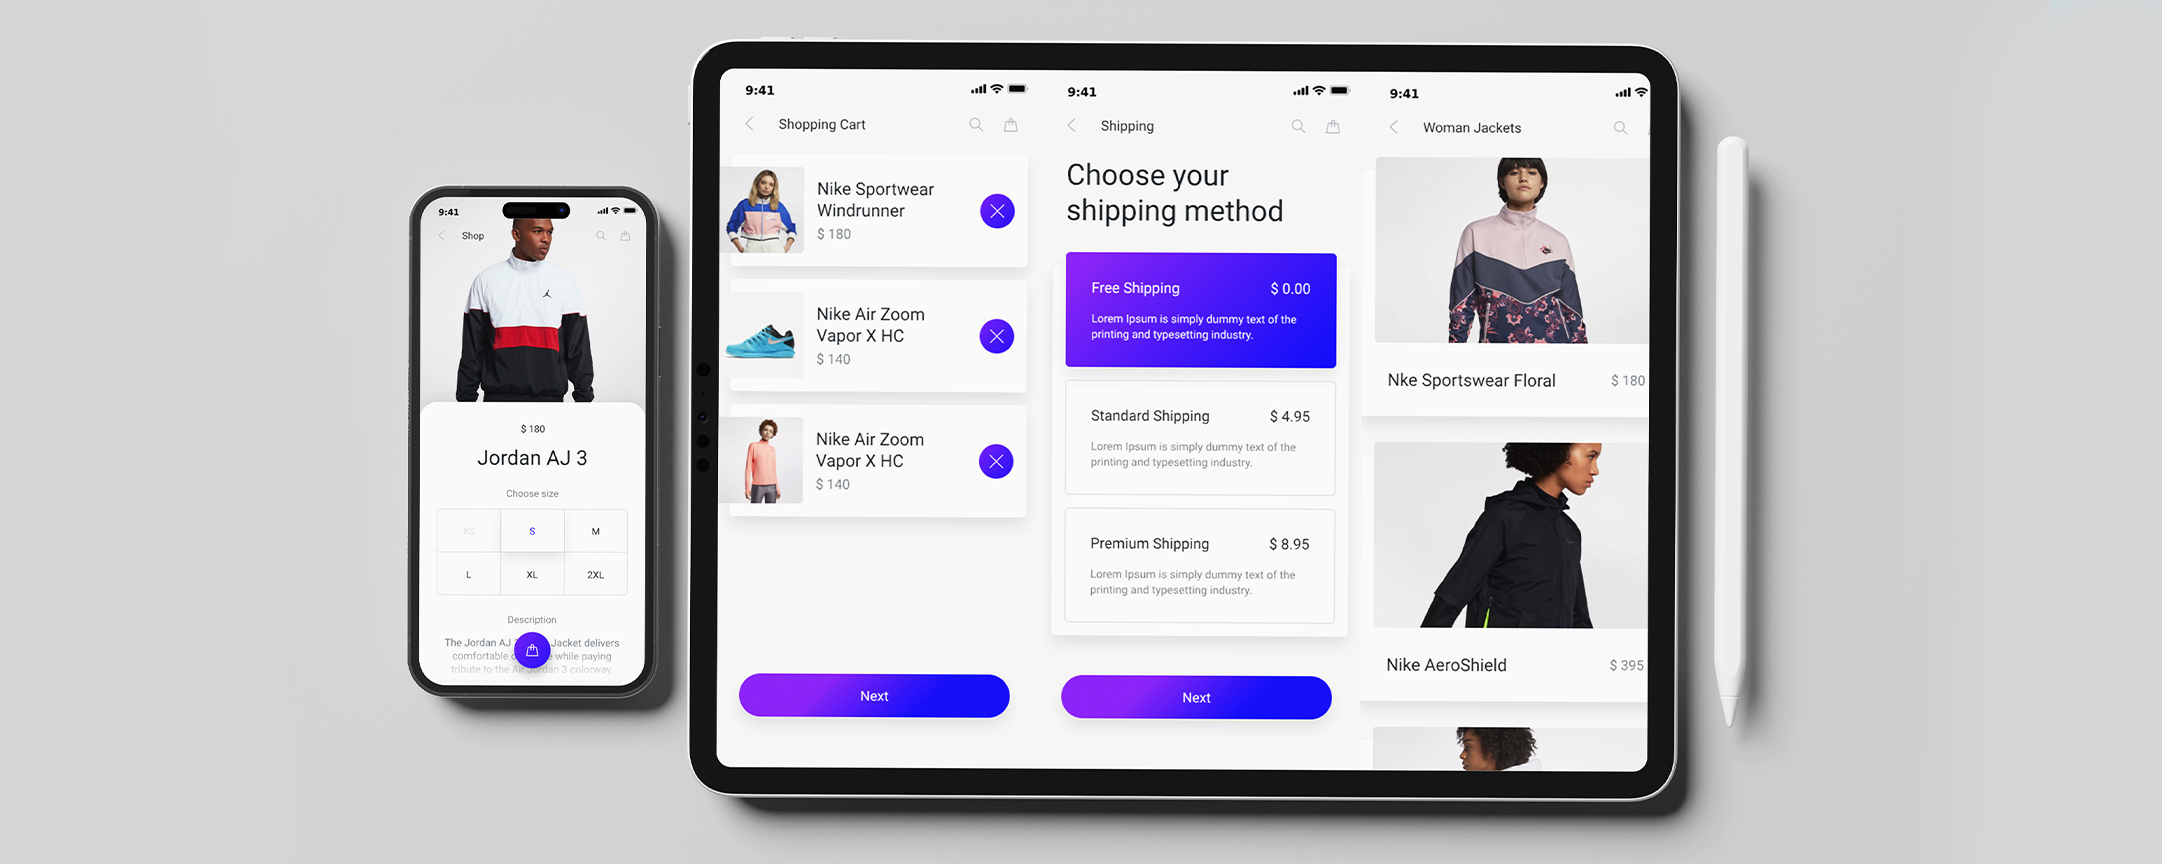 9:41
Shop
$ 180
Jordan AJ 3
Choose size
XS
S
M
L
XL
2XL
Description
The Jordan AJ 3 Jacket delivers
comfortable while paying
tribute to the Air Jordan 3 colorway,
9:41
Shopping Cart
Nike Sportwear
Windrunner
$ 180
Nike Air Zoom
Vapor X HC
$ 140
Nike Air Zoom
Vapor X HC
$ 140
Next
9:41
Shipping
Choose your
shipping method
Free Shipping $ 0.00
Lorem Ipsum is simply dummy text of the
printing and typesetting industry.
Standard Shipping $ 4.95
Lorem Ipsum is simply dummy text of the
printing and typesetting industry.
Premium Shipping $ 8.95
Lorem Ipsum is simply dummy text of the
printing and typesetting industry.
Next
9:41
Woman Jackets
Nke Sportswear Floral $ 180
Nike AeroShield $ 395